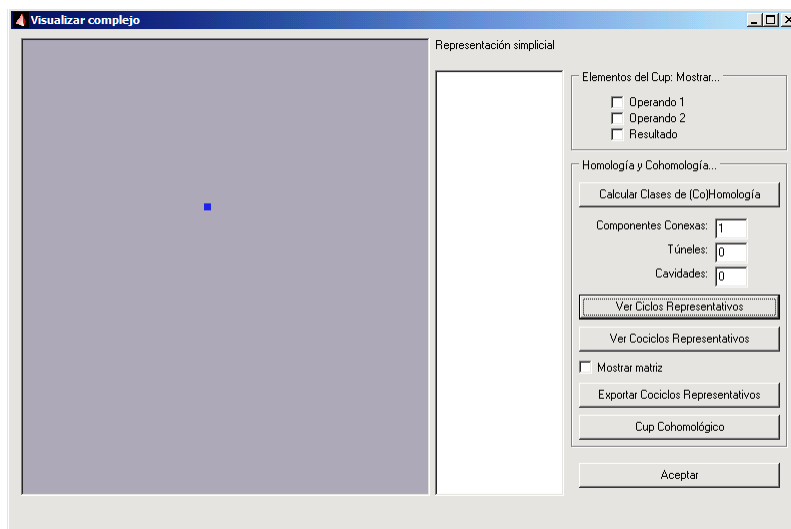 Visualizar complejo
Representación simplicial
Elementos del Cup: Mostrar...
Operando 1
Operando 2
Resultado
Homología y Cohomología...
Calcular Clases de (Co)Homología
Componentes Conexas: 1
Túneles: 0
Cavidades: 0
Ver Ciclos Representativos
Ver Cociclos Representativos
Mostrar matriz
Exportar Cociclos Representativos
Cup Cohomológico
Aceptar